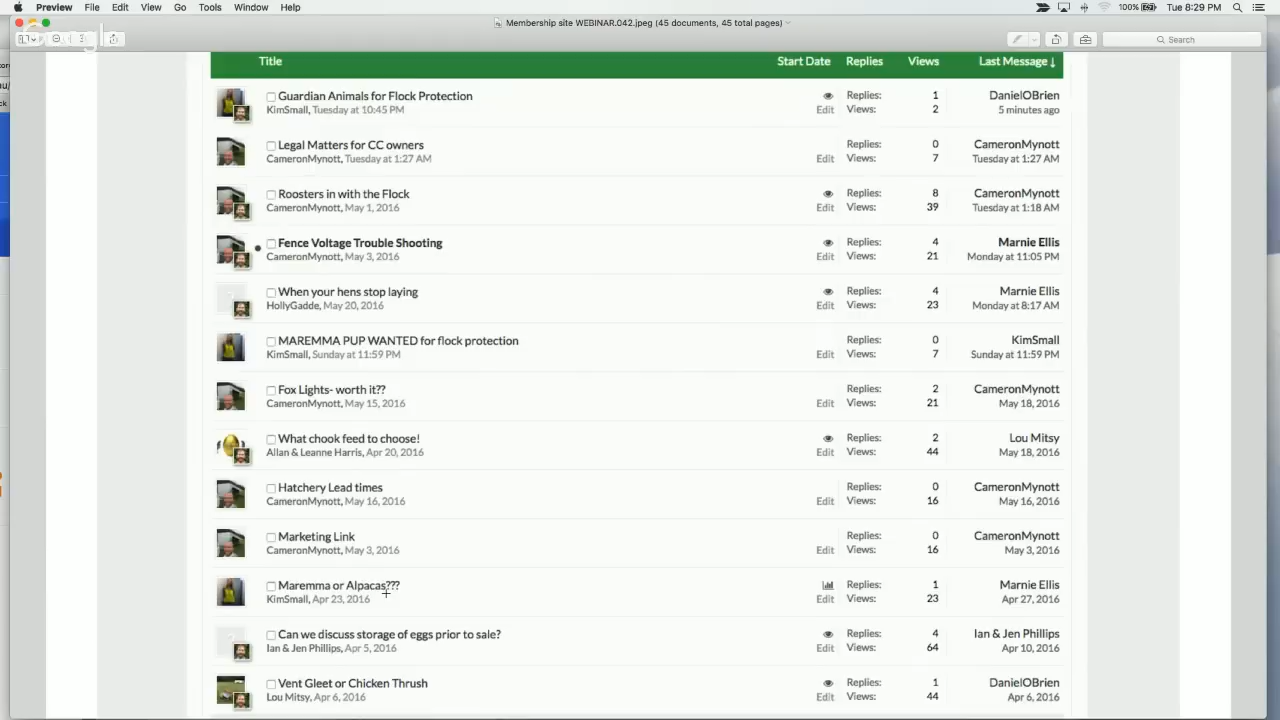 Preview File Edit View Go Tools Window Help 100% Tue 8:29 PM
Membership site WEBINAR.042.jpeg (45 documents, 45 total pages)
Search
Title Start Date Replies Views Last Message ↓
Guardian Animals for Flock Protection Replies: 1 DanielOBrien
KimSmall, Tuesday at 10:45 PM Edit Views: 2 5 minutes ago
Legal Matters for CC owners Replies: 0 CameronMynott
CameronMynott, Tuesday at 1:27 AM Edit Views: 7 Tuesday at 1:27 AM
Roosters in with the Flock Replies: 8 CameronMynott
CameronMynott, May 1, 2016 Edit Views: 39 Tuesday at 1:18 AM
Fence Voltage Trouble Shooting Replies: 4 Marnie Ellis
CameronMynott, May 3, 2016 Edit Views: 21 Monday at 11:05 PM
When your hens stop laying Replies: 4 Marnie Ellis
HollyGadde, May 20, 2016 Edit Views: 23 Monday at 8:17 AM
MAREMMA PUP WANTED for flock protection Replies: 0 KimSmall
KimSmall, Sunday at 11:59 PM Edit Views: 7 Sunday at 11:59 PM
Fox Lights- worth it?? Replies: 2 CameronMynott
CameronMynott, May 15, 2016 Edit Views: 21 May 18, 2016
What chook feed to choose! Replies: 2 Lou Mitsy
Allan & Leanne Harris, Apr 20, 2016 Edit Views: 44 May 18, 2016
Hatchery Lead times Replies: 0 CameronMynott
CameronMynott, May 16, 2016 Edit Views: 16 May 16, 2016
Marketing Link Replies: 0 CameronMynott
CameronMynott, May 3, 2016 Edit Views: 16 May 3, 2016
Maremma or Alpacas??? Replies: 1 Marnie Ellis
KimSmall, Apr 23, 2016 Edit Views: 23 Apr 27, 2016
Can we discuss storage of eggs prior to sale? Replies: 4 Ian & Jen Phillips
Ian & Jen Phillips, Apr 5, 2016 Edit Views: 64 Apr 10, 2016
Vent Gleet or Chicken Thrush Replies: 1 DanielOBrien
Lou Mitsy, Apr 6, 2016 Edit Views: 44 Apr 6, 2016